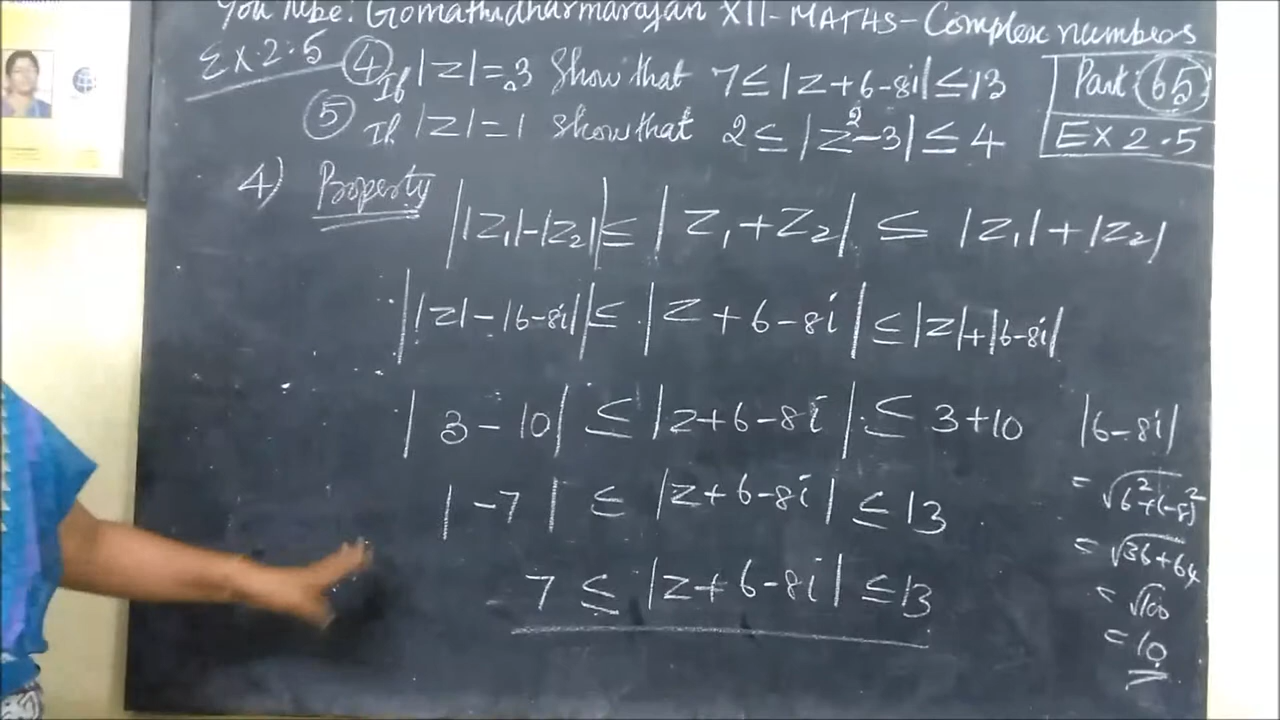 You Tube: Gomathidharmarajan XII-MATHS-Complex numbers
Ex 2.5 ④ If |z|=3 Show that 7≤|z+6-8i|≤13
⑤ If |z|=1 show that 2≤|z²-3|≤4
Part: 65
EX 2.5
4) Property ||z₁|-|z₂||≤|z₁+z₂|≤|z₁|+|z₂|
||z|-|6-8i||≤|z+6-8i|≤|z|+|6-8i|
|3-10|≤|z+6-8i|≤3+10
|-7|≤|z+6-8i|≤13
7≤|z+6-8i|≤13
|6-8i|
=√6²+(-8)²
=√36+64
=√100
=10